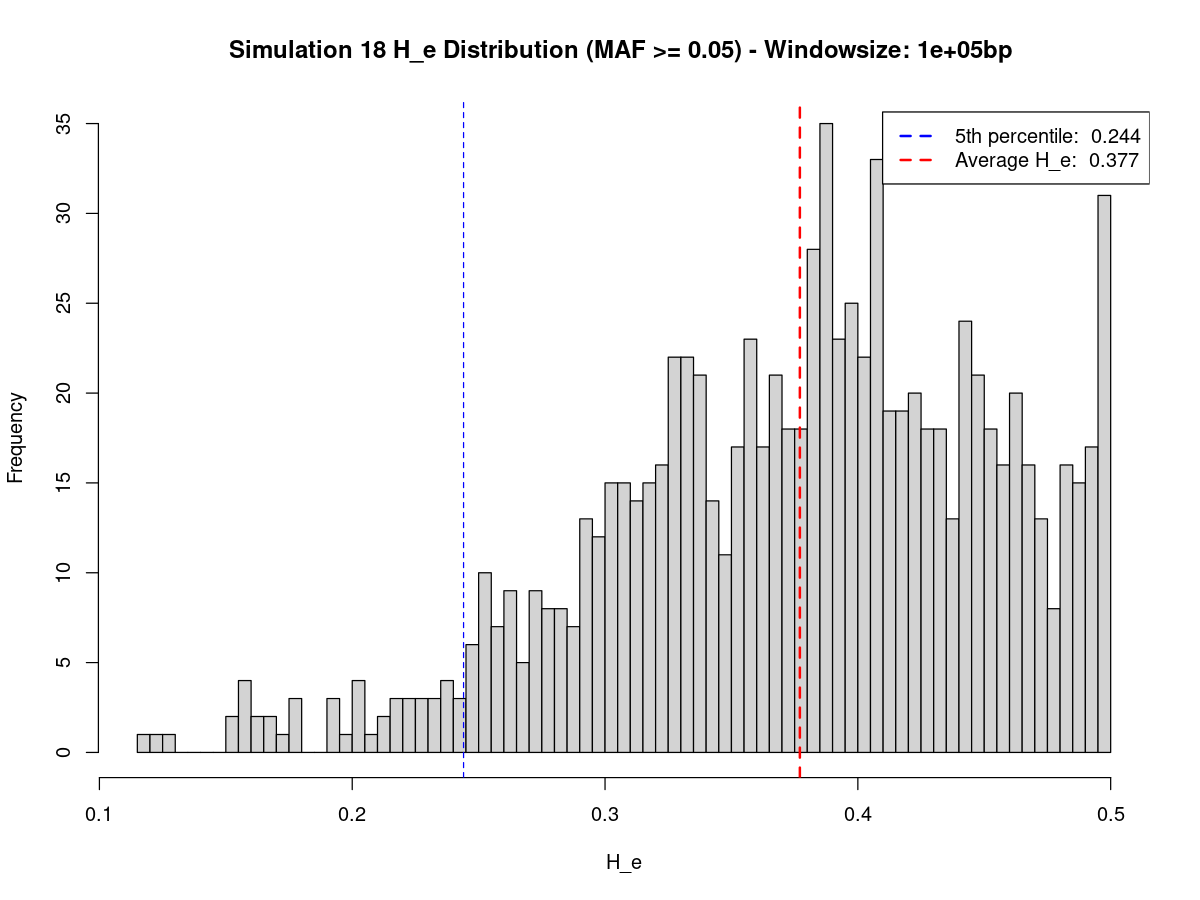 Simulation 18 H_e Distribution (MAF >= 0.05) - Windowsize: 1e+05bp
5th percentile:  0.244
Average H_e:  0.377
Frequency
35
30
25
20
15
10
5
0
0.1
0.2
0.3
0.4
0.5
H_e